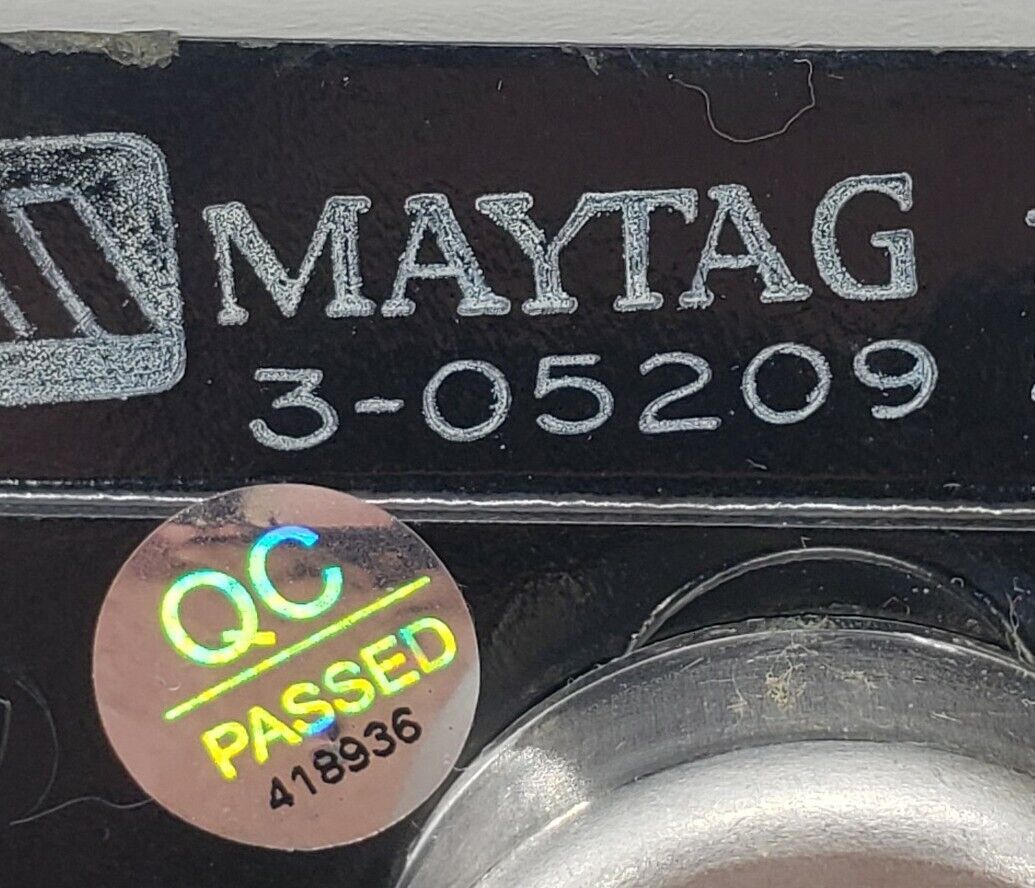 MAYTAG
3-05209
QC
PASSED
418936